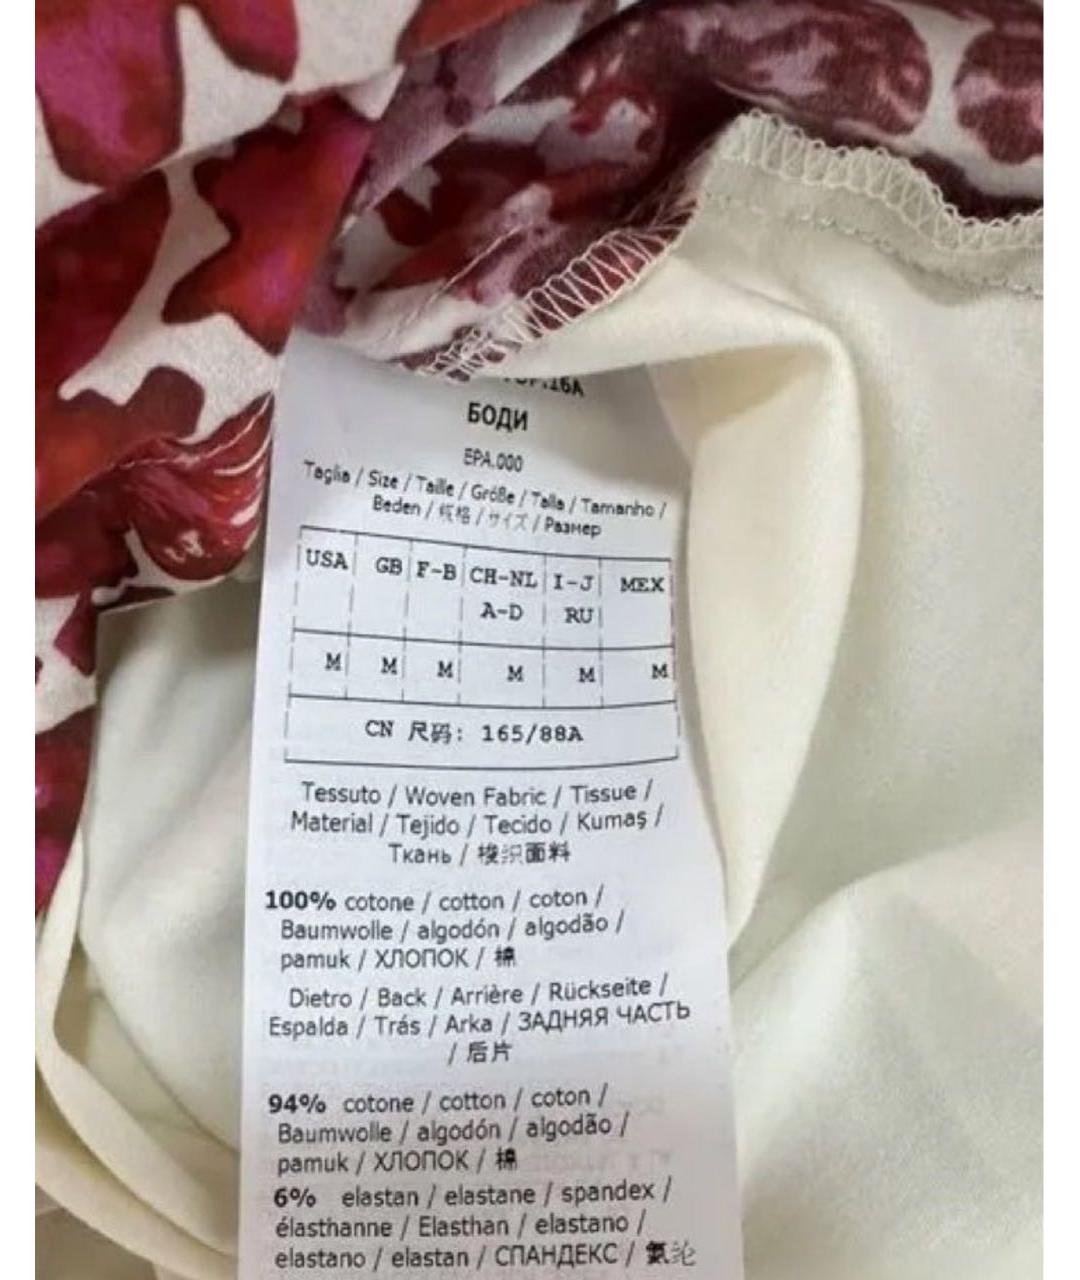 БОДИ
EPA.000
Taglia / Size / Taille / Größe / Talla / Tamanho /
Beden / 规格 / サイズ / Размер
USA GB F-B CH-NL I-J MEX
A-D RU
M M M M M M
CN 尺码: 165/88A
Tessuto / Woven Fabric / Tissue /
Material / Tejido / Tecido / Kumaş /
Ткань / 梭织面料
100% cotone / cotton / coton /
Baumwolle / algodón / algodão /
pamuk / ХЛОПОК / 棉
Dietro / Back / Arrière / Rückseite /
Espalda / Trás / Arka / ЗАДНЯЯ ЧАСТЬ
/ 后片
94% cotone / cotton / coton /
Baumwolle / algodón / algodão /
pamuk / ХЛОПОК / 棉
6% elastan / elastane / spandex /
élasthanne / Elasthan / elastano /
elastano / elastan / СПАНДЕКС / 氨纶